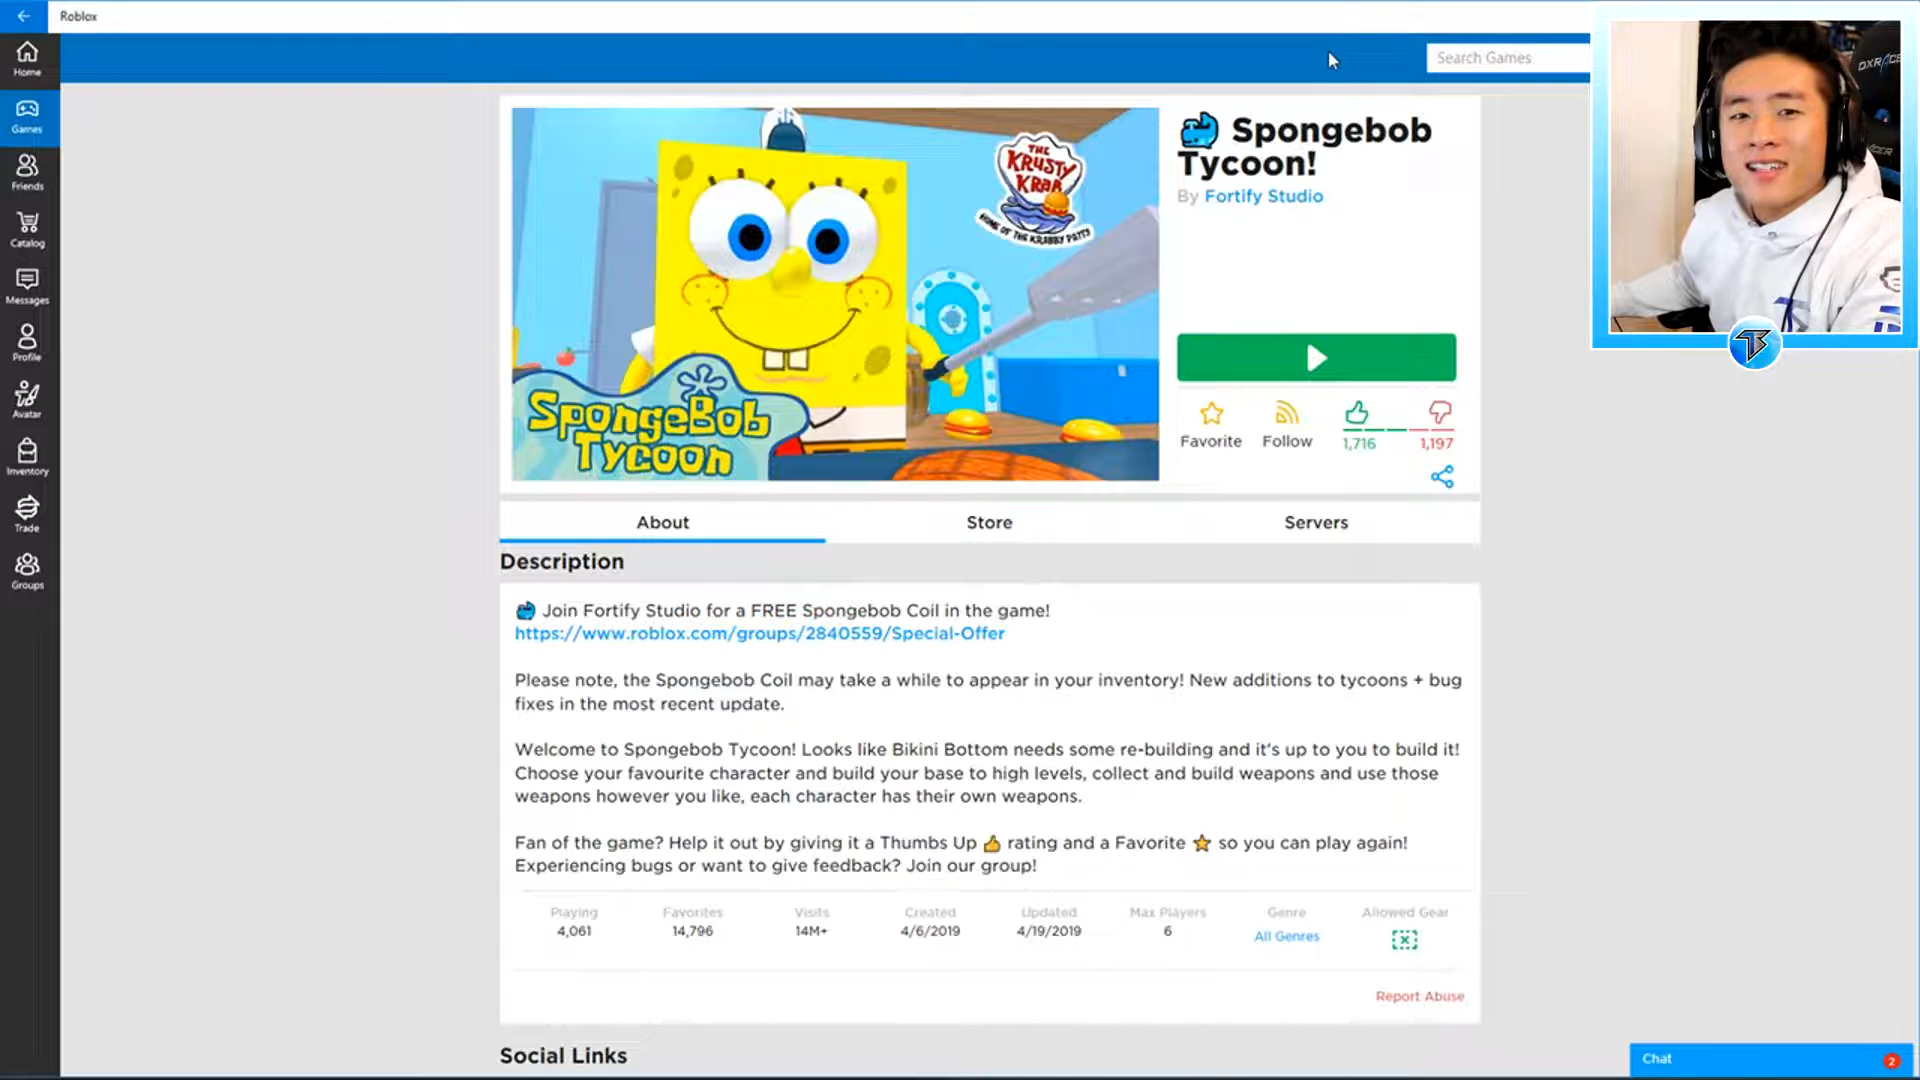 Roblox
Home
Games
Friends
Catalog
Messages
Profile
Avatar
Inventory
Trade
Groups
Search Games
DXRACER
THE
KRUSTY
KRAB
HOME OF THE KRABBY PATTY
SpongeBob
Tycoon
Spongebob
Tycoon!
By Fortify Studio
Favorite
Follow
1,716
1,197
About
Store
Servers
Description
Join Fortify Studio for a FREE Spongebob Coil in the game!
https://www.roblox.com/groups/2840559/Special-Offer
Please note, the Spongebob Coil may take a while to appear in your inventory! New additions to tycoons + bug
fixes in the most recent update.
Welcome to Spongebob Tycoon! Looks like Bikini Bottom needs some re-building and it's up to you to build it!
Choose your favourite character and build your base to high levels, collect and build weapons and use those
weapons however you like, each character has their own weapons.
Fan of the game? Help it out by giving it a Thumbs Up 👍 rating and a Favorite ⭐ so you can play again!
Experiencing bugs or want to give feedback? Join our group!
Playing Favorites Visits Created Updated Max Players Genre Allowed Gear
4,061 14,796 14M+ 4/6/2019 4/19/2019 6 All Genres
Report Abuse
Social Links
Chat 2